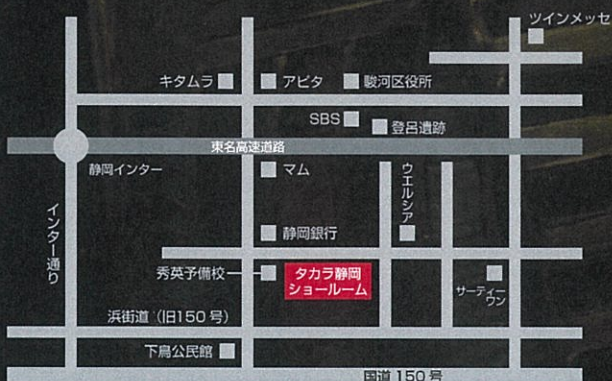 ツインメッセ
キタムラ
アピタ
駿河区役所
SBS
登呂遺跡
東名高速道路
静岡インター
マム
ウエルシア
インター通り
静岡銀行
秀英予備校
タカラ静岡
ショールーム
サーティー
ワン
浜街道（旧150号）
下島公民館
国道150号